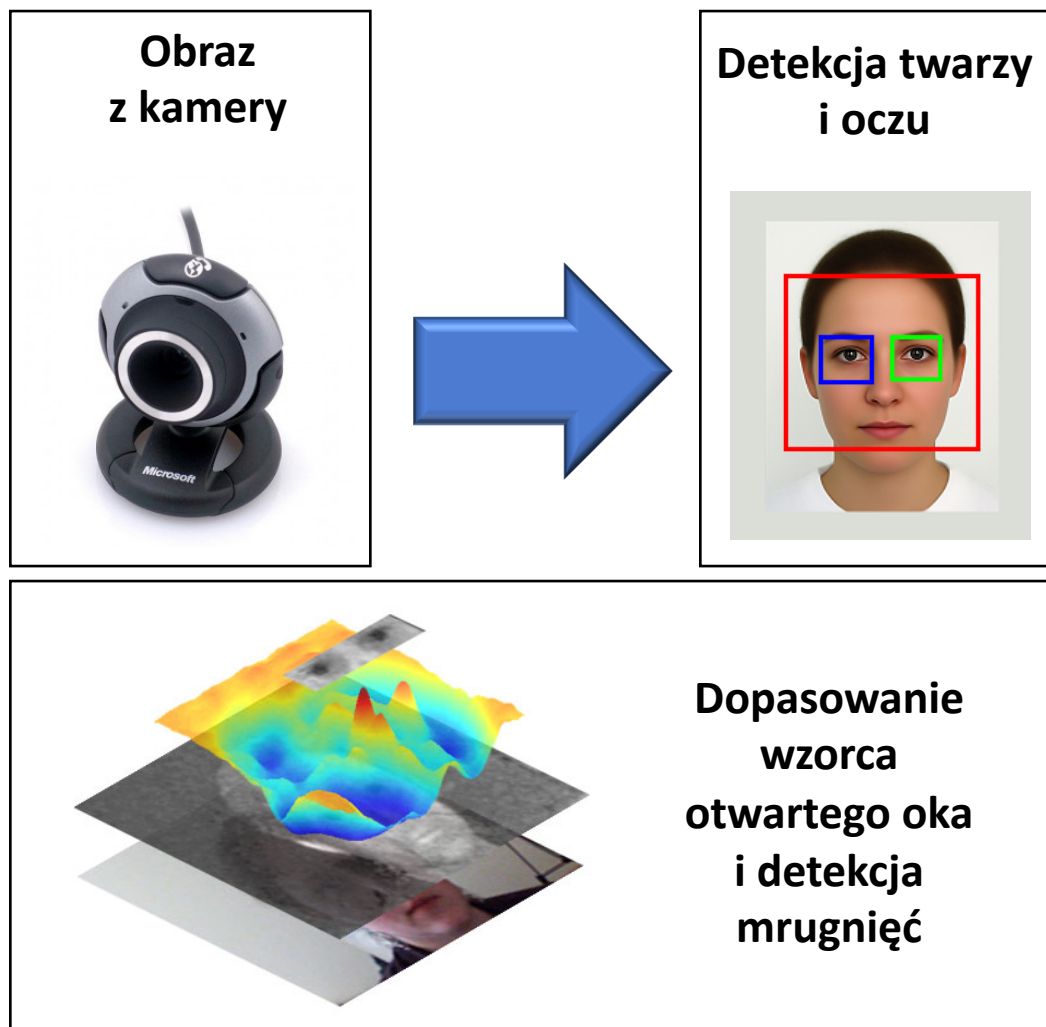 Obraz
z kamery
Detekcja twarzy
i oczu
Microsoft
Dopasowanie
wzorca
otwartego oka
i detekcja
mrugnięć